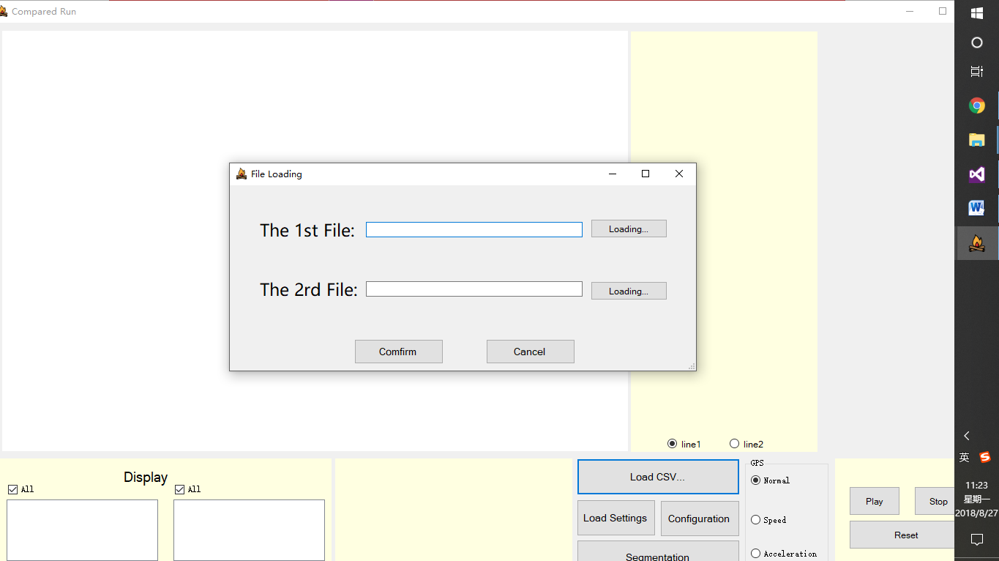 Compared Run
File Loading
The 1st File:
Loading...
The 2rd File:
Loading...
Comfirm
Cancel
line1
line2
Display
All
All
Load CSV...
Load Settings
Configuration
Segmentation
GPS
Normal
Speed
Acceleration
Play
Stop
Reset
英
11:23
星期一
2018/8/27